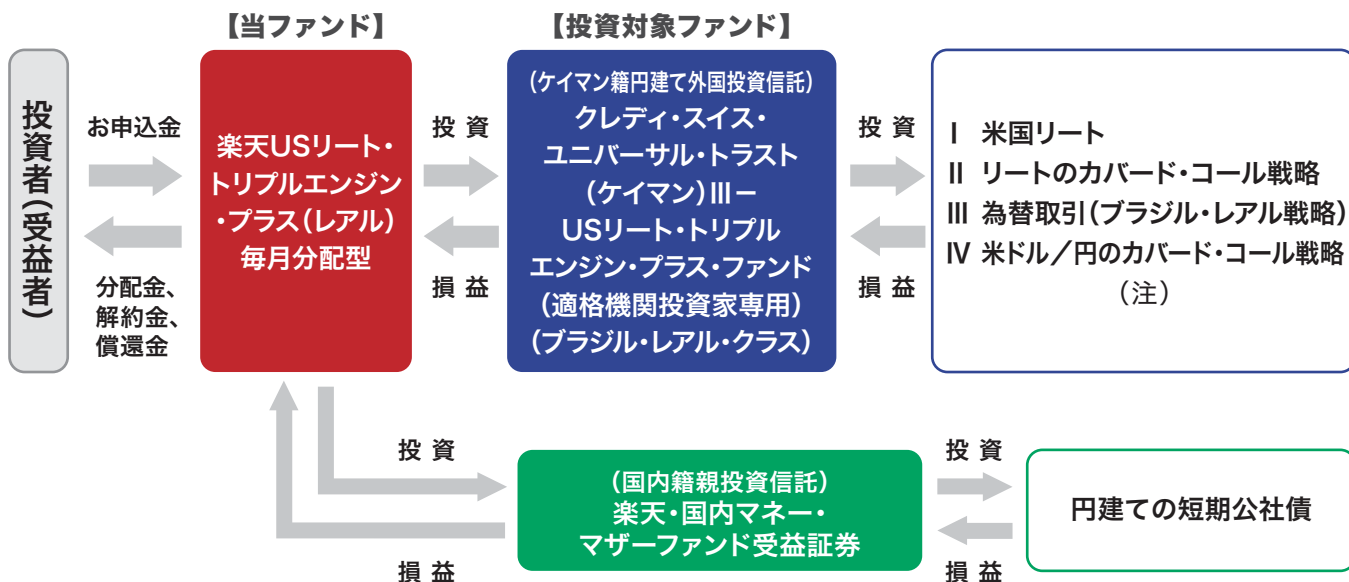 【当ファンド】
【投資対象ファンド】
投資者(受益者)
お申込金
分配金、
解約金、
償還金
楽天USリート・
トリプルエンジン
・プラス(レアル)
毎月分配型
投 資
損 益
(ケイマン籍円建て外国投資信託)
クレディ・スイス・
ユニバーサル・トラスト
(ケイマン)Ⅲ−
USリート・トリプル
エンジン・プラス・ファンド
(適格機関投資家専用)
(ブラジル・レアル・クラス)
投 資
損 益
Ⅰ 米国リート
Ⅱ リートのカバード・コール戦略
Ⅲ 為替取引(ブラジル・レアル戦略)
Ⅳ 米ドル/円のカバード・コール戦略
(注)
投 資
損 益
(国内籍親投資信託)
楽天・国内マネー・
マザーファンド受益証券
投 資
損 益
円建ての短期公社債